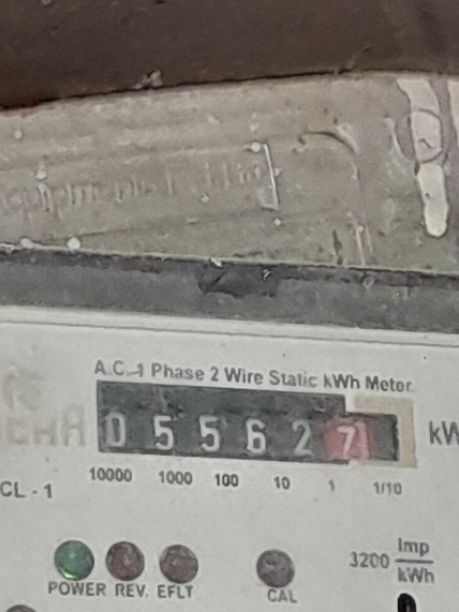 A.C. 1 Phase 2 Wire Static kWh Meter
0 5 5 6 2 7
10000 1000 100 10 1 1/10
CL - 1
POWER REV. EFLT CAL
3200 Imp
kWh